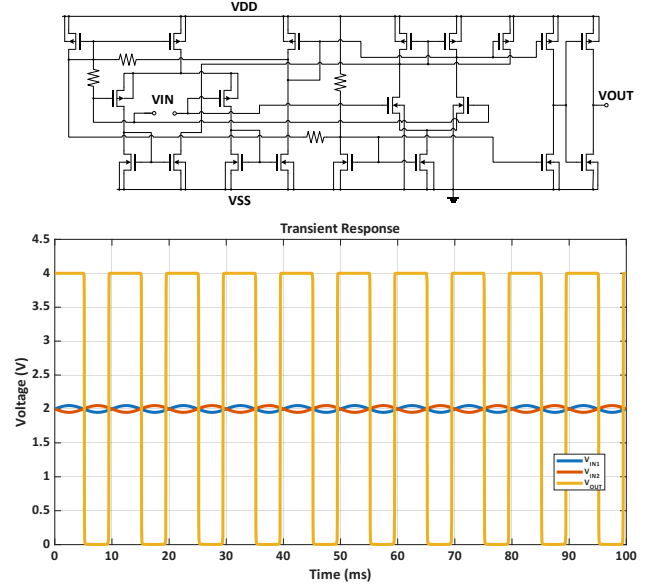 VDD
VIN
VOUT
VSS
Transient Response
4.5
4
3.5
3
2.5
2
1.5
1
0.5
0
Voltage (V)
V_IN1
V_IN2
V_OUT
0 10 20 30 40 50 60 70 80 90 100
Time (ms)